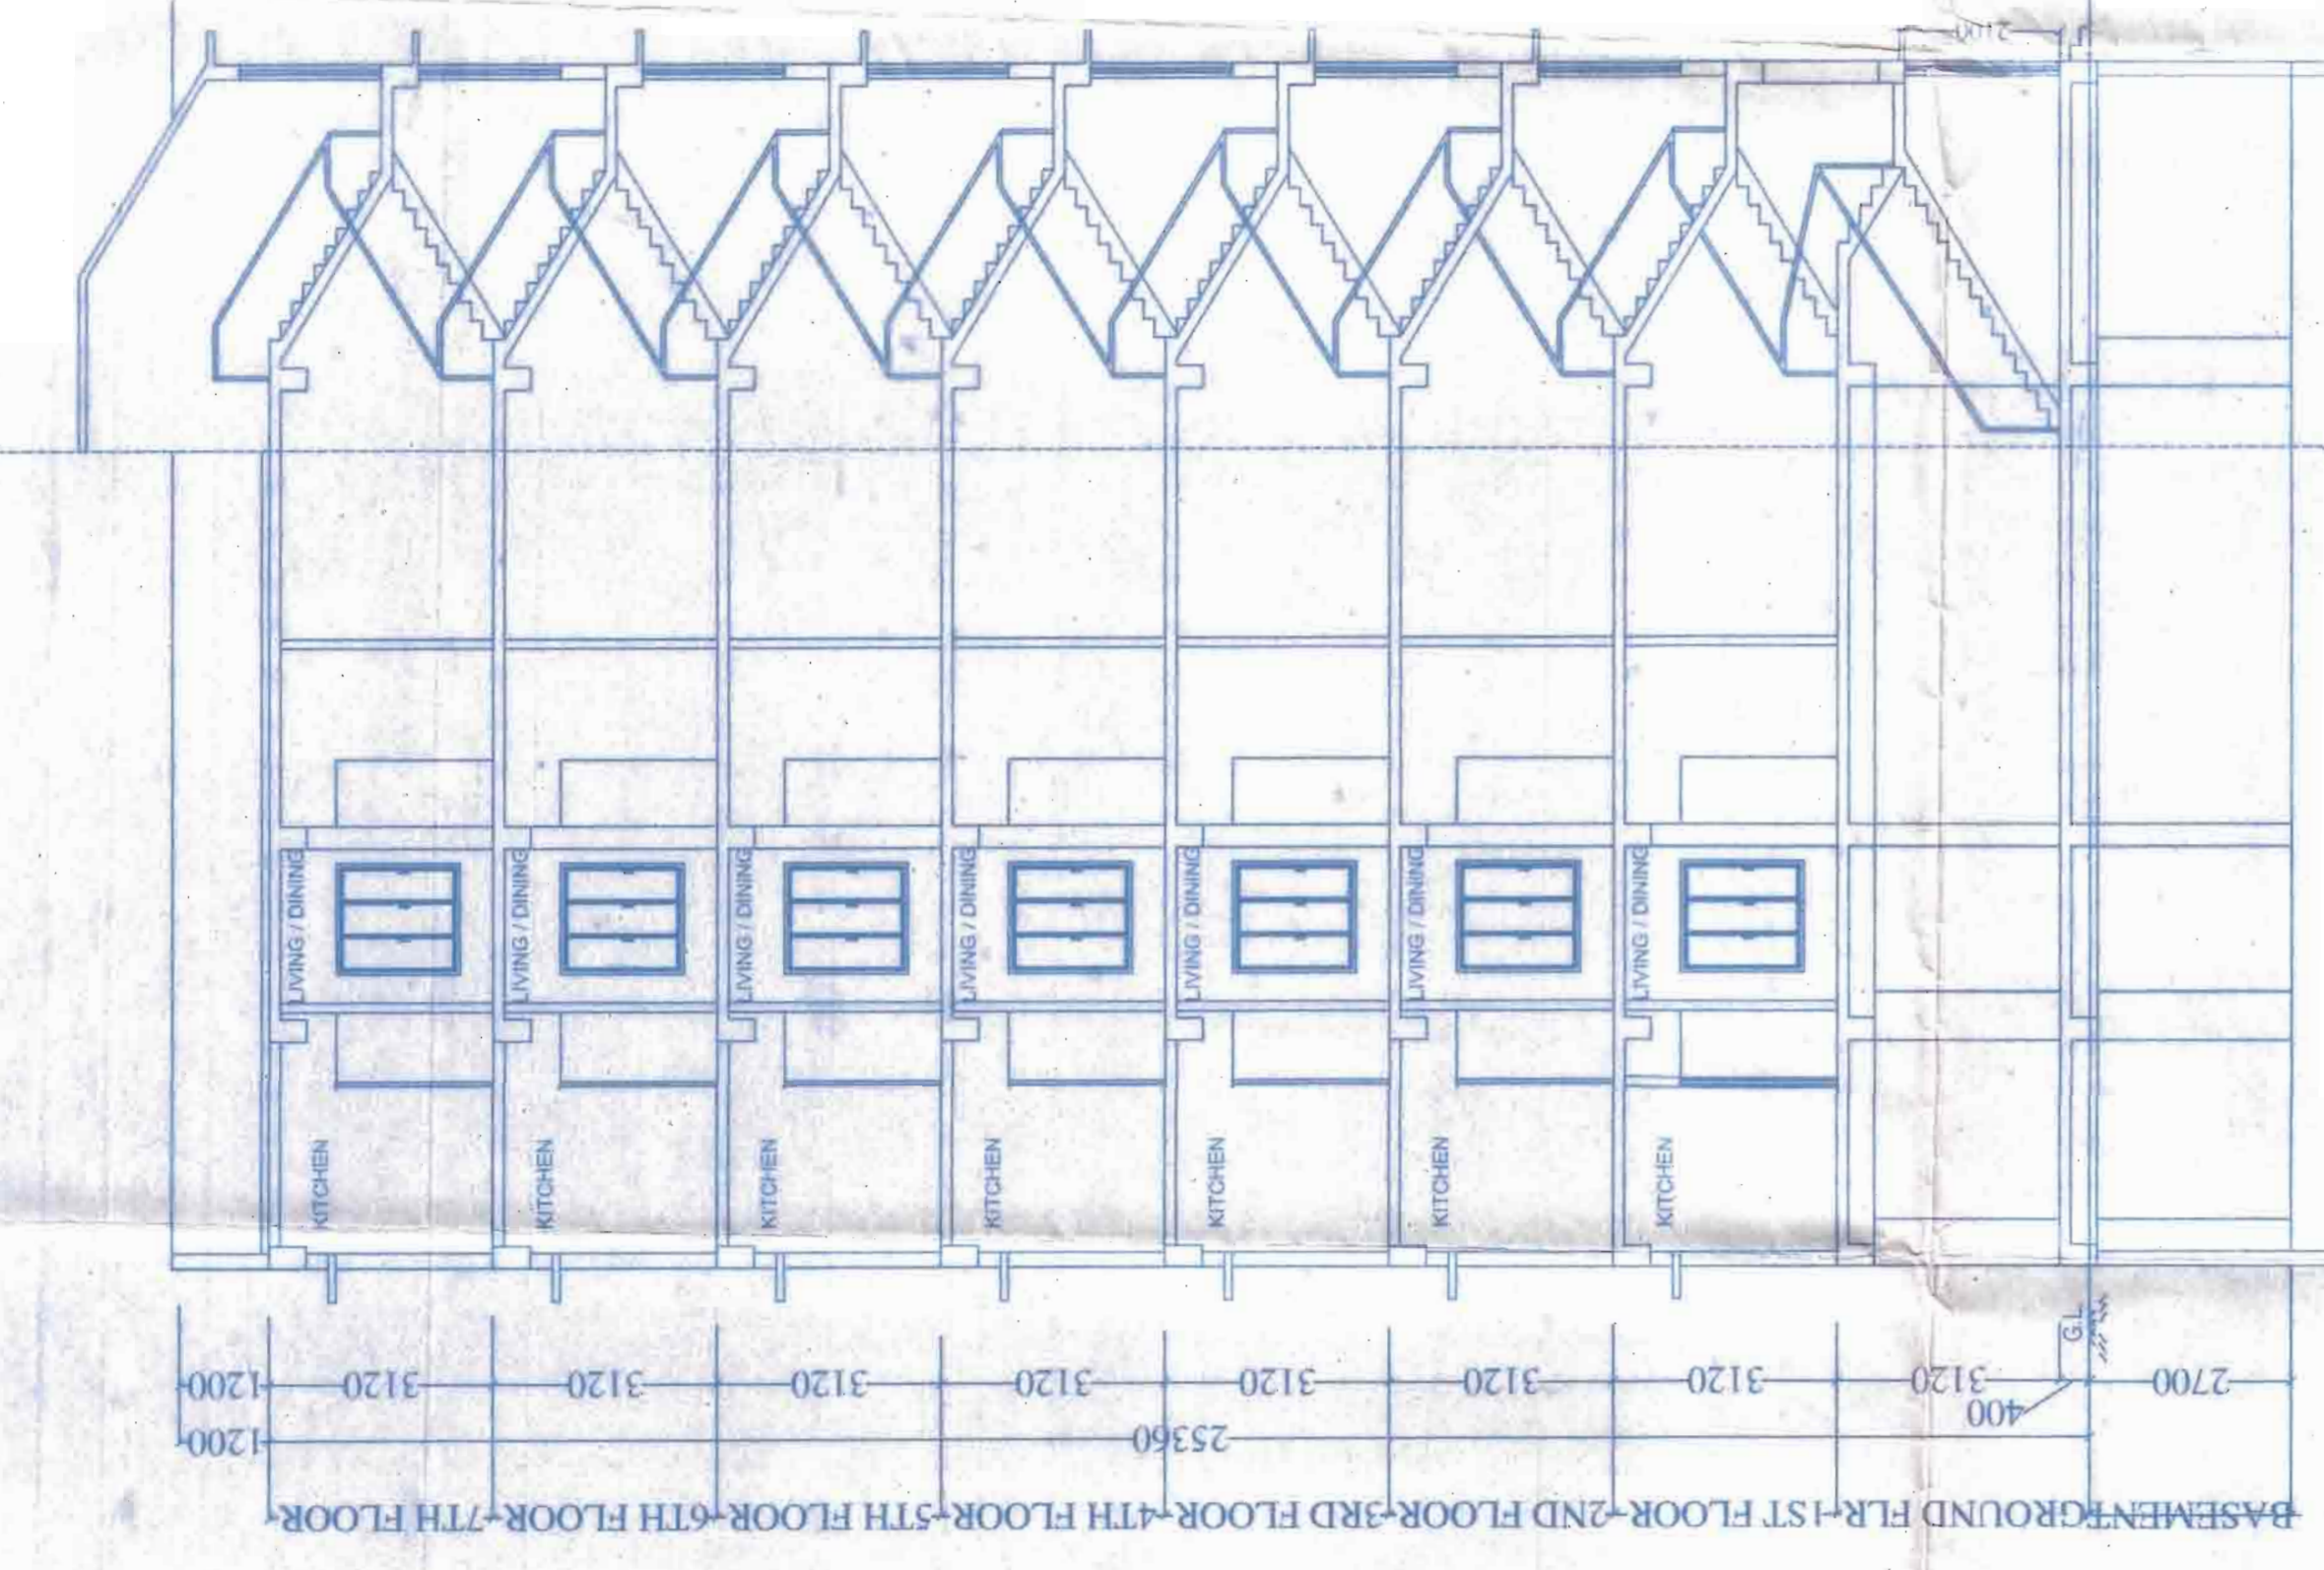 BASEMENT
GROUND FLR
1ST FLOOR
2ND FLOOR
3RD FLOOR
4TH FLOOR
5TH FLOOR
6TH FLOOR
7TH FLOOR
25360
1200
400
2700
3120
3120
3120
3120
3120
3120
3120
3120
1200
G.L
KITCHEN
KITCHEN
KITCHEN
KITCHEN
KITCHEN
KITCHEN
KITCHEN
LIVING / DINING
LIVING / DINING
LIVING / DINING
LIVING / DINING
LIVING / DINING
LIVING / DINING
LIVING / DINING
2100